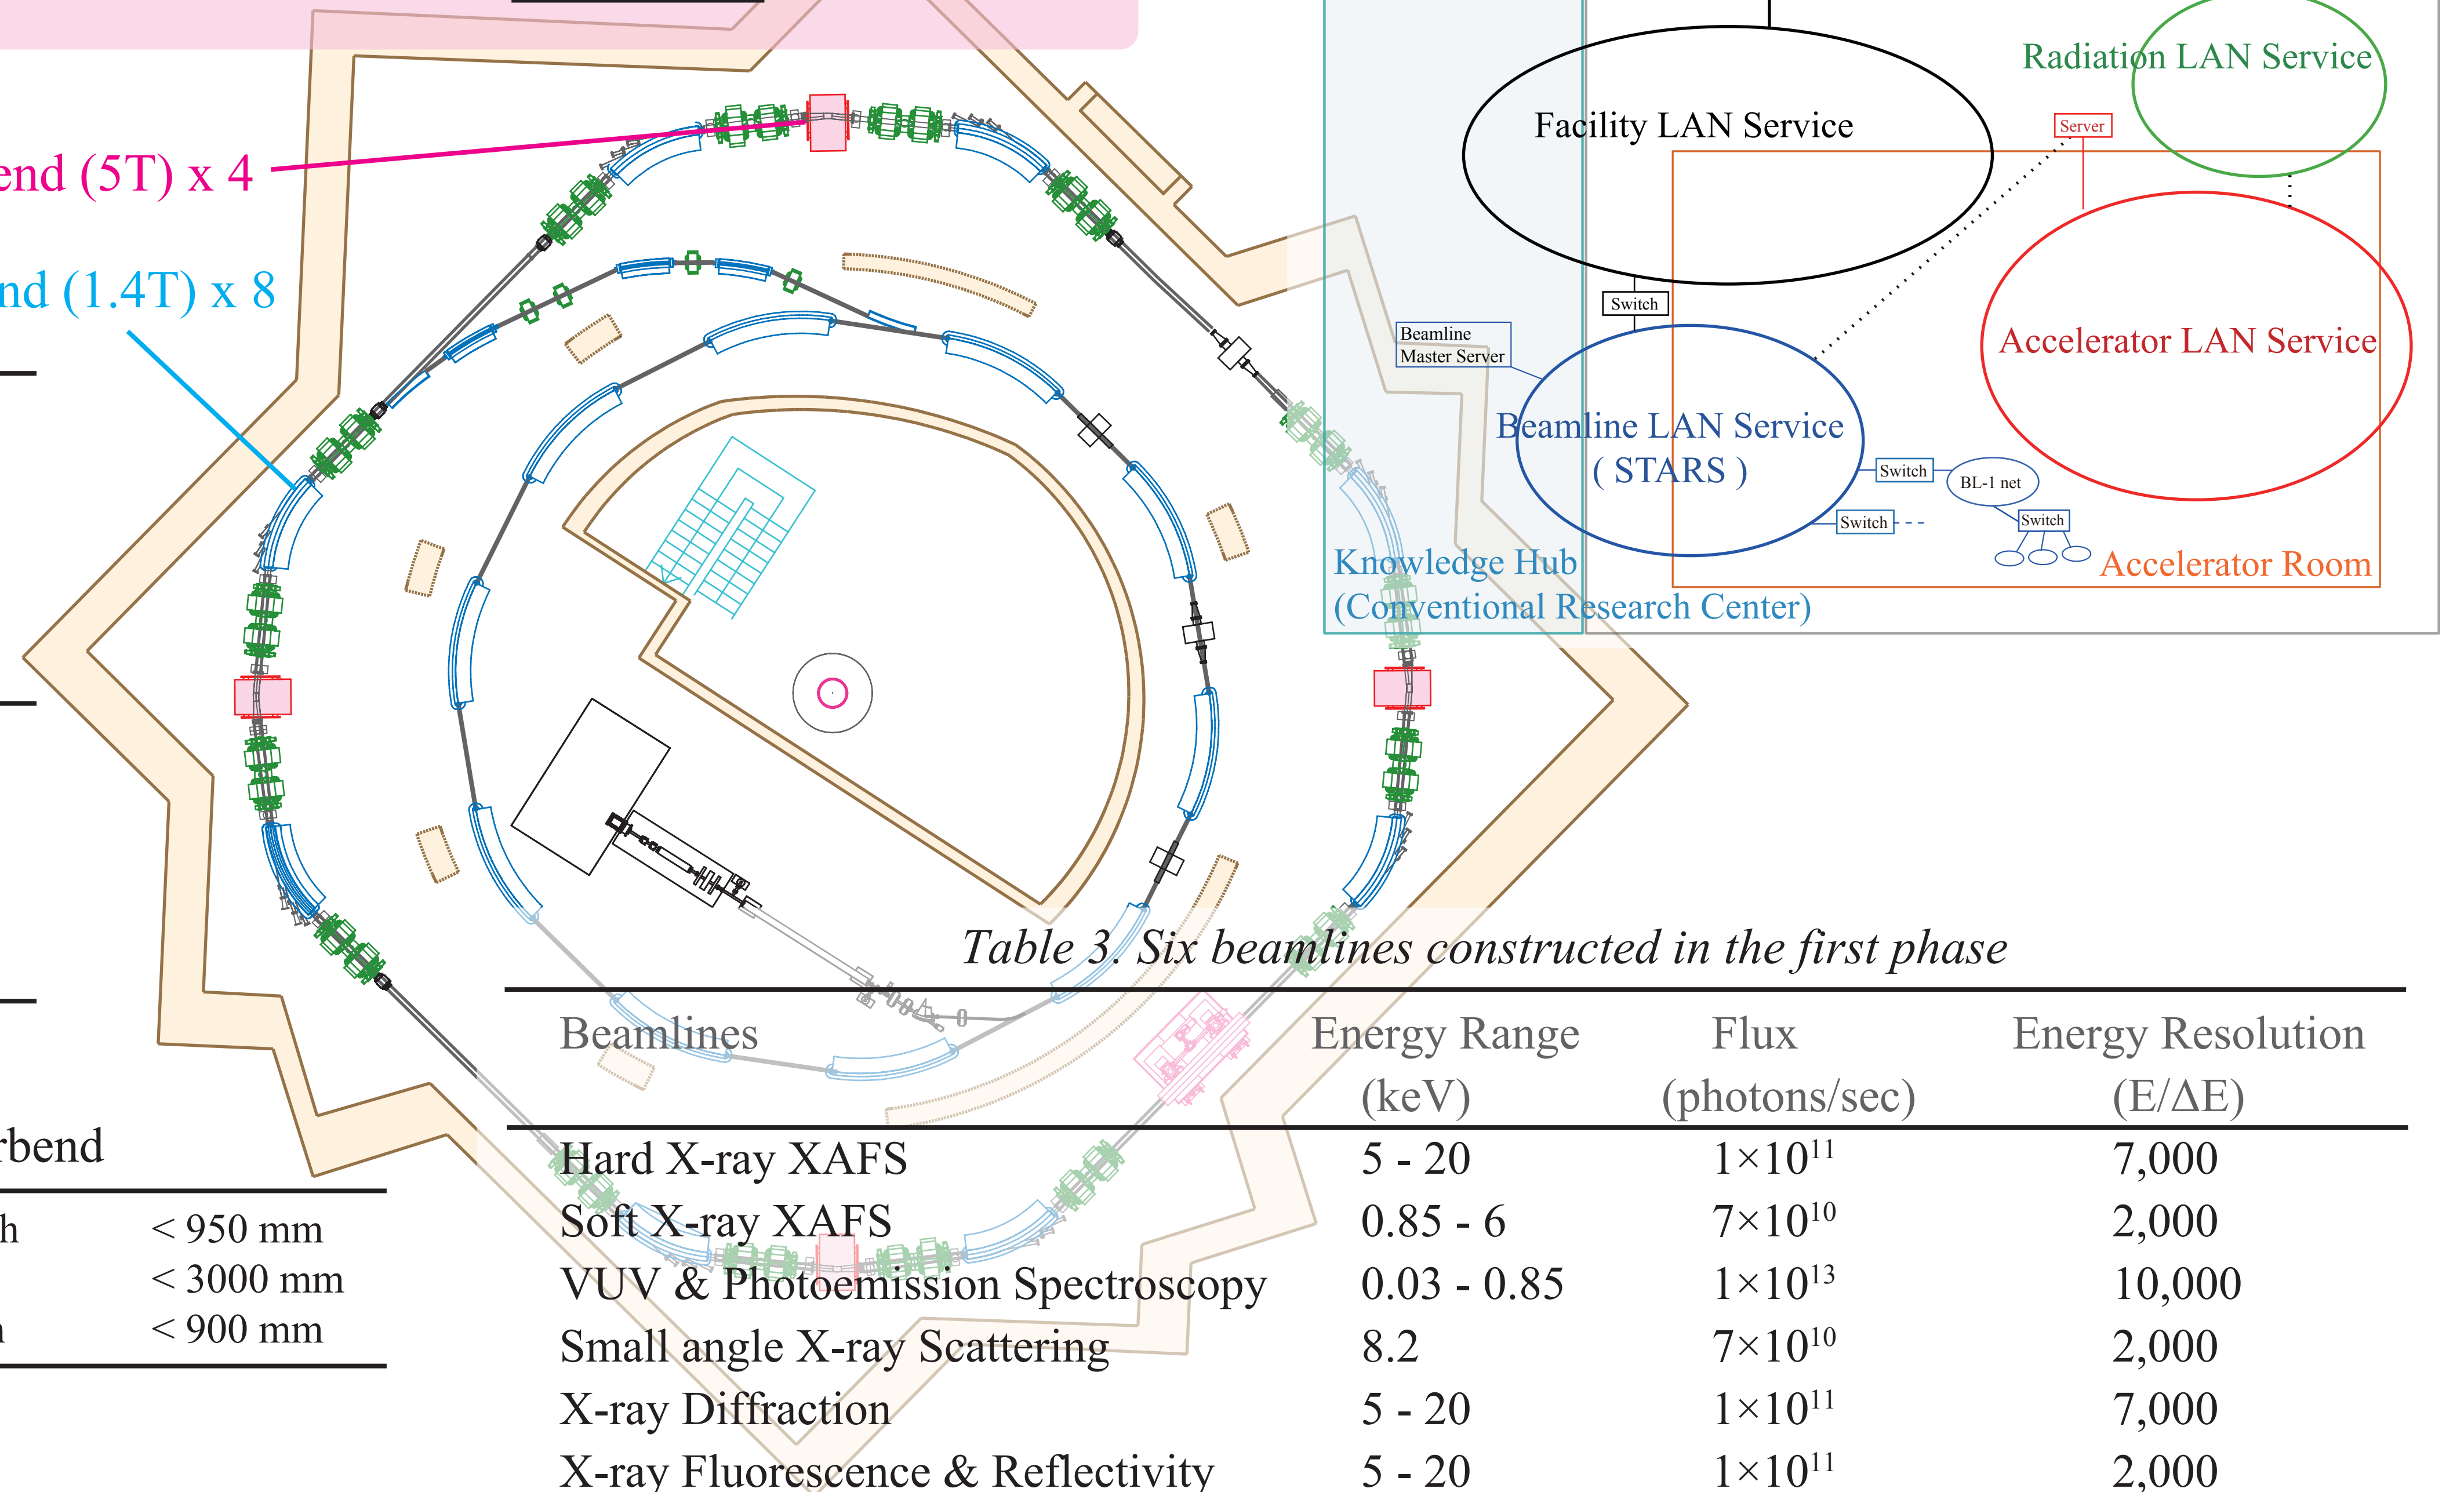 end (5T) x 4
nd (1.4T) x 8
Radiation LAN Service
Facility LAN Service
Server
Switch
Beamline
Master Server
Accelerator LAN Service
Beamline LAN Service
( STARS )
Switch
BL-1 net
Switch
Switch
Accelerator Room
Knowledge Hub
(Conventional Research Center)
rbend
h < 950 mm
< 3000 mm
< 900 mm
Table 3. Six beamlines constructed in the first phase
Beamlines Energy Range Flux Energy Resolution
(keV) (photons/sec) (E/ΔE)
Hard X-ray XAFS 5 - 20 1×10¹¹ 7,000
Soft X-ray XAFS 0.85 - 6 7×10¹⁰ 2,000
VUV & Photoemission Spectroscopy 0.03 - 0.85 1×10¹³ 10,000
Small angle X-ray Scattering 8.2 7×10¹⁰ 2,000
X-ray Diffraction 5 - 20 1×10¹¹ 7,000
X-ray Fluorescence & Reflectivity 5 - 20 1×10¹¹ 2,000